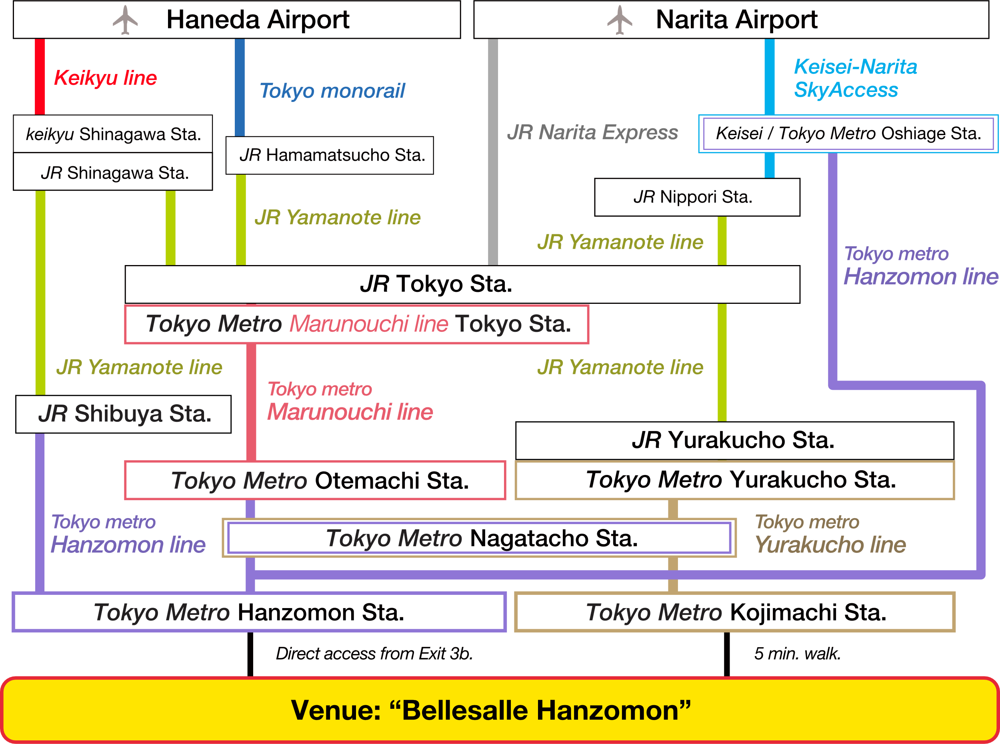 Haneda Airport
Narita Airport
Keikyu line
Tokyo monorail
Keisei-Narita
SkyAccess
JR Narita Express
keikyu Shinagawa Sta.
JR Shinagawa Sta.
JR Hamamatsucho Sta.
Keisei / Tokyo Metro Oshiage Sta.
JR Nippori Sta.
JR Yamanote line
JR Yamanote line
Tokyo metro
Hanzomon line
JR Tokyo Sta.
Tokyo Metro Marunouchi line Tokyo Sta.
JR Yamanote line
JR Yamanote line
Tokyo metro
Marunouchi line
JR Shibuya Sta.
JR Yurakucho Sta.
Tokyo Metro Otemachi Sta.
Tokyo Metro Yurakucho Sta.
Tokyo metro
Hanzomon line
Tokyo Metro Nagatacho Sta.
Tokyo metro
Yurakucho line
Tokyo Metro Hanzomon Sta.
Tokyo Metro Kojimachi Sta.
Direct access from Exit 3b.
5 min. walk.
Venue: “Bellesalle Hanzomon”